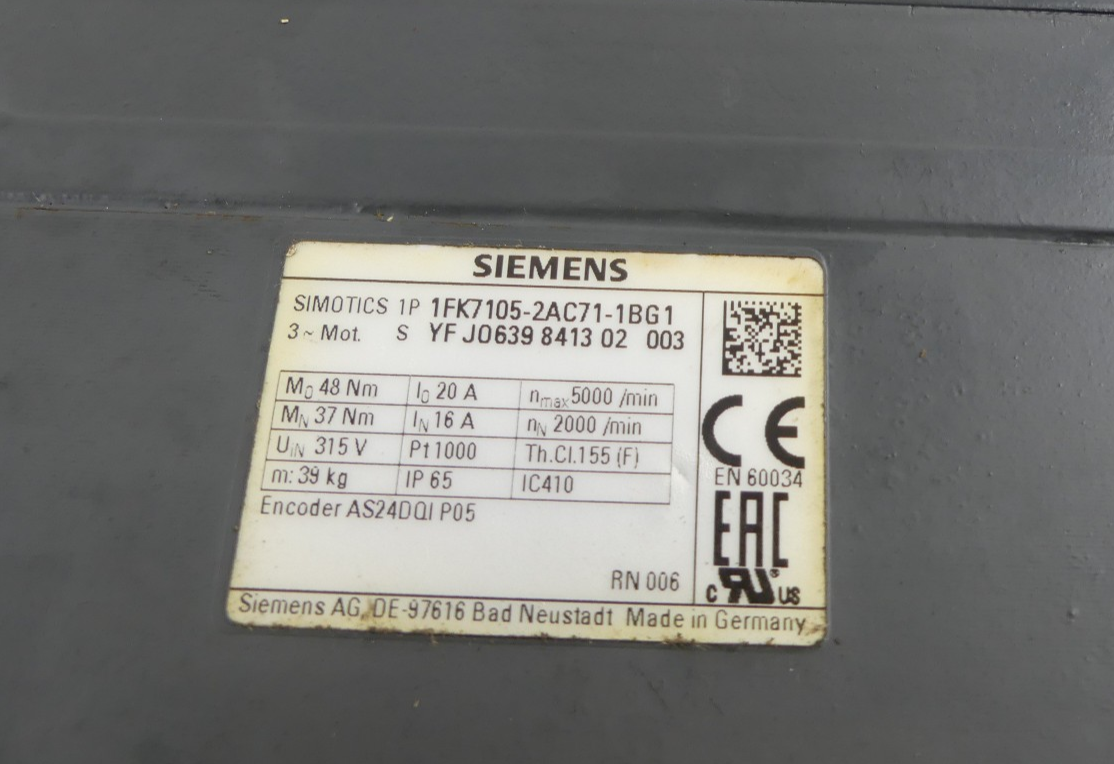 SIEMENS
SIMOTICS 1P 1FK7105-2AC71-1BG1
3~ Mot. S YF J0639 8413 02 003
M0 48 Nm I0 20 A nmax 5000 /min
MN 37 Nm IN 16 A nN 2000 /min
UIN 315 V Pt1000 Th.Cl.155 (F)
m: 39 kg IP 65 IC410
Encoder AS24DQI P05
RN 006
CE
EN 60034
EAC
c RU® US
Siemens AG, DE-97616 Bad Neustadt Made in Germany